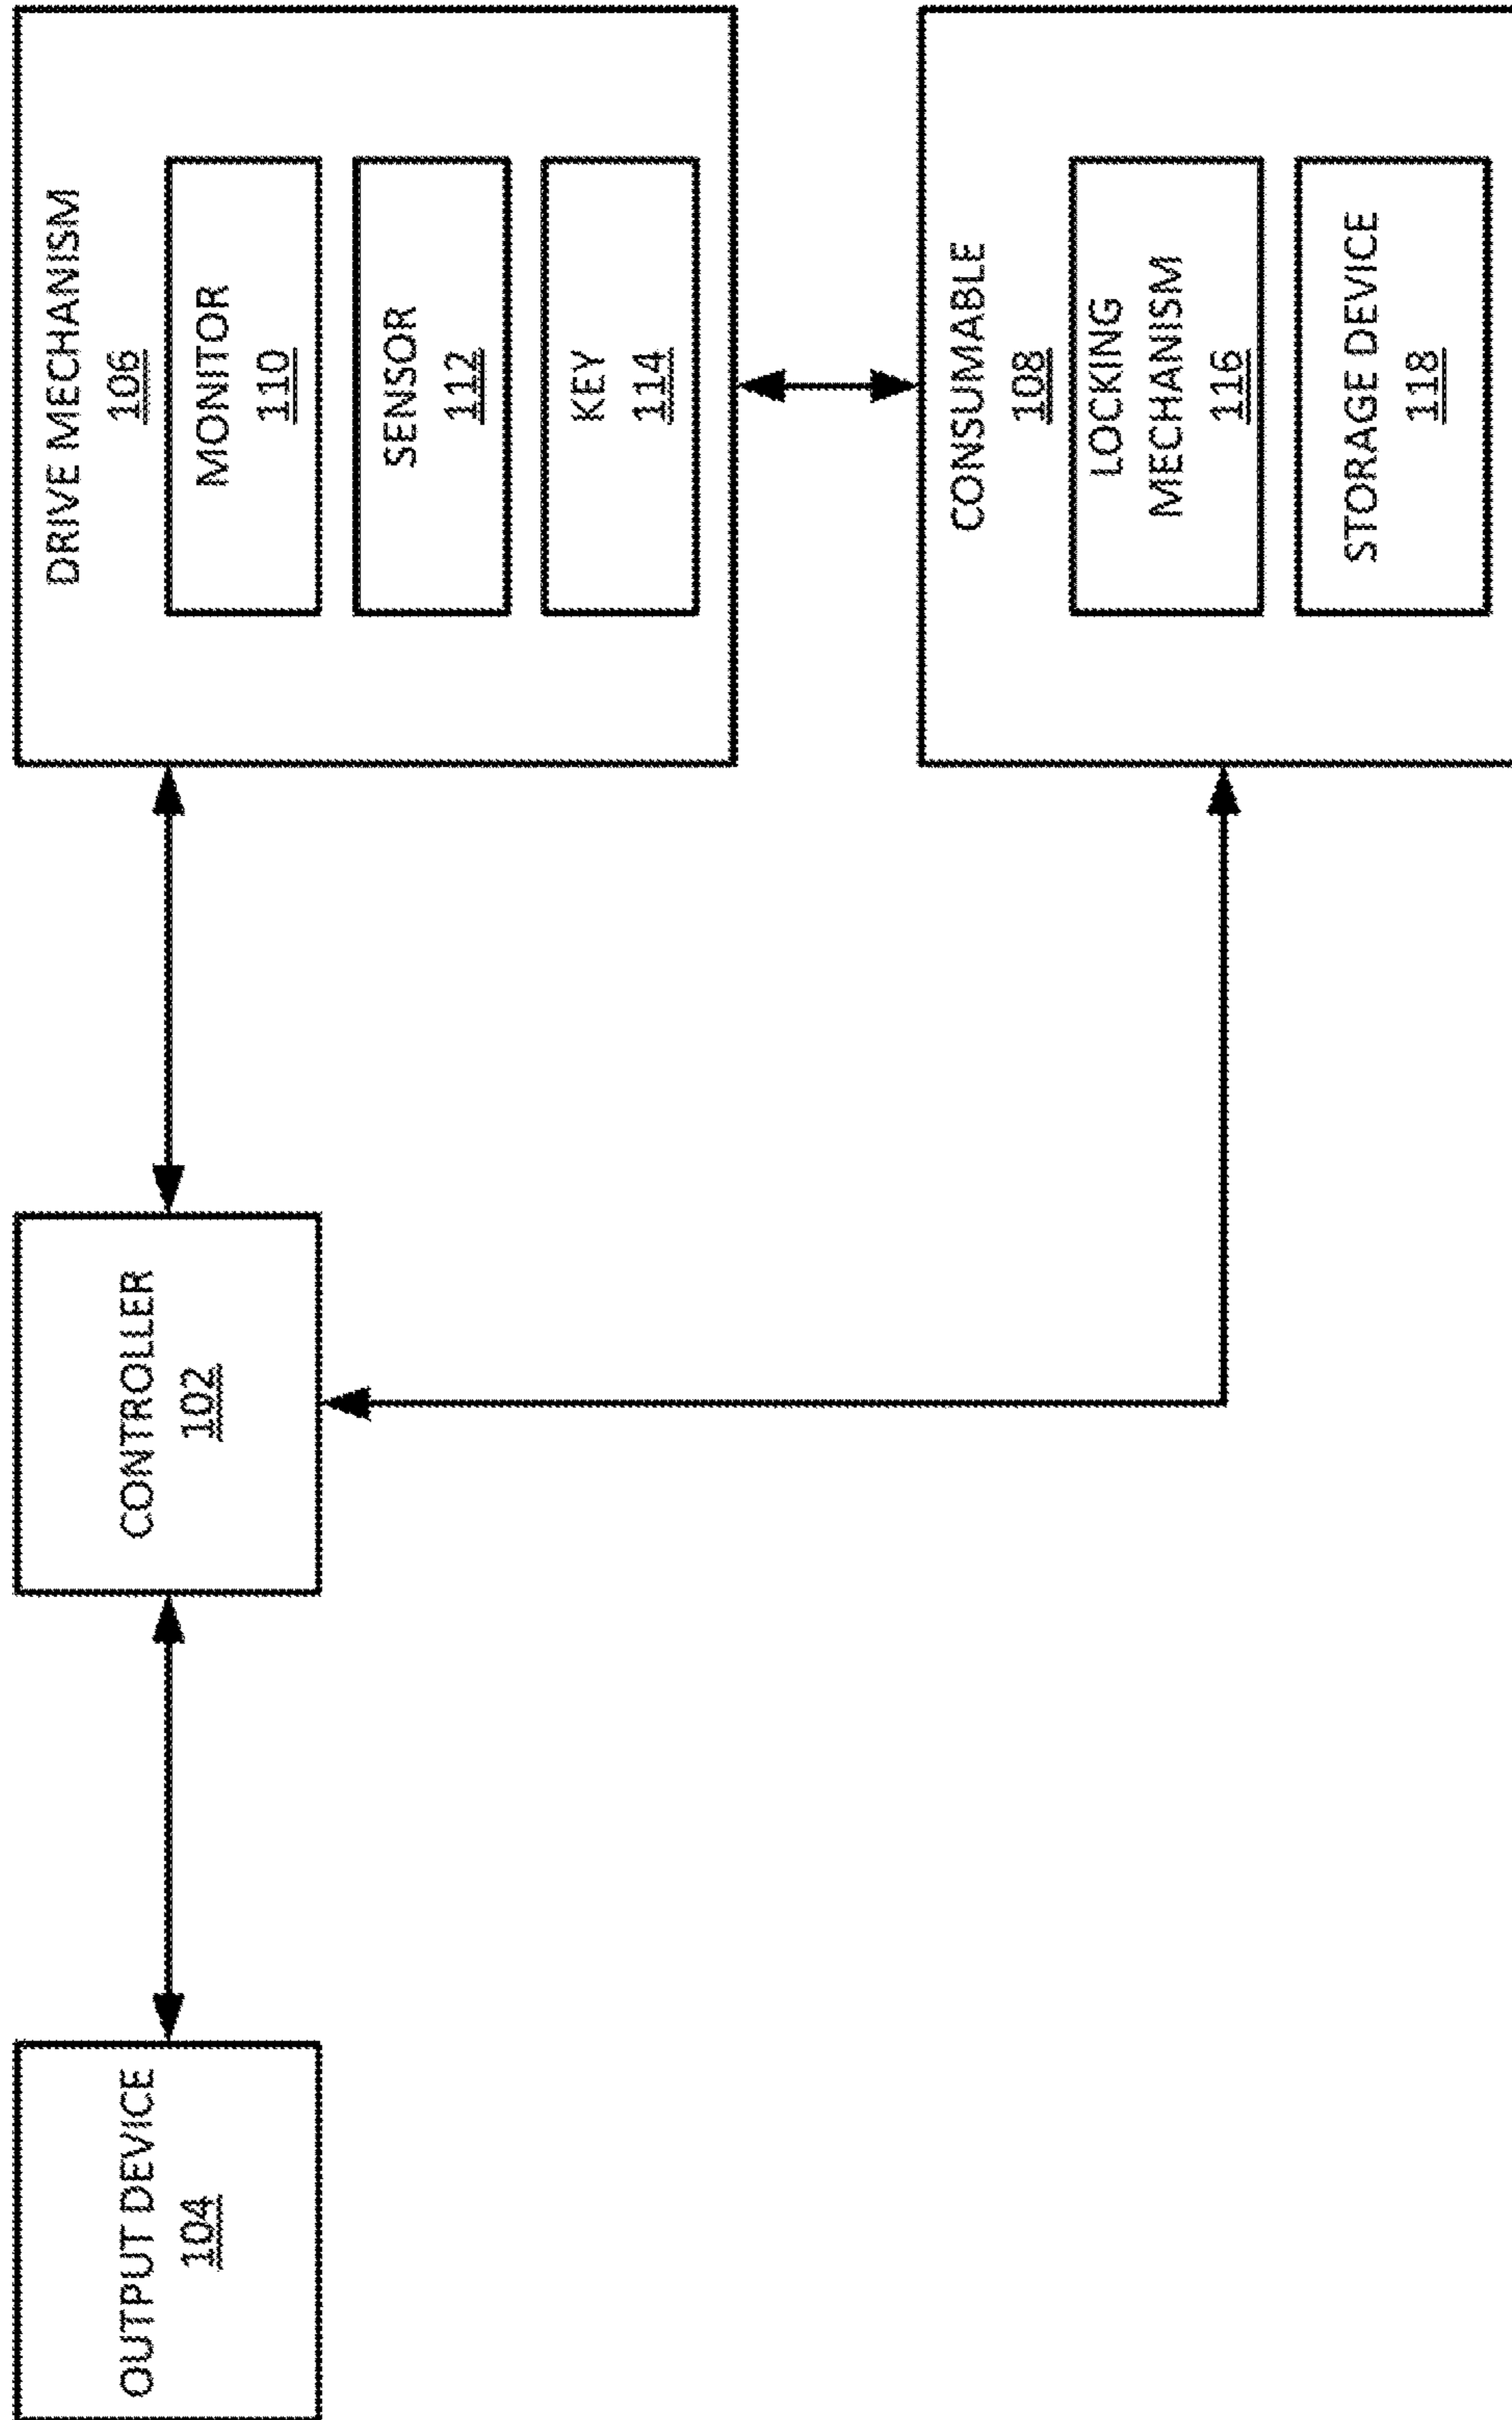 OUTPUT DEVICE
104
CONTROLLER
102
DRIVE MECHANISM
106
MONITOR
110
SENSOR
112
KEY
114
CONSUMABLE
108
LOCKING
MECHANISM
116
STORAGE DEVICE
118